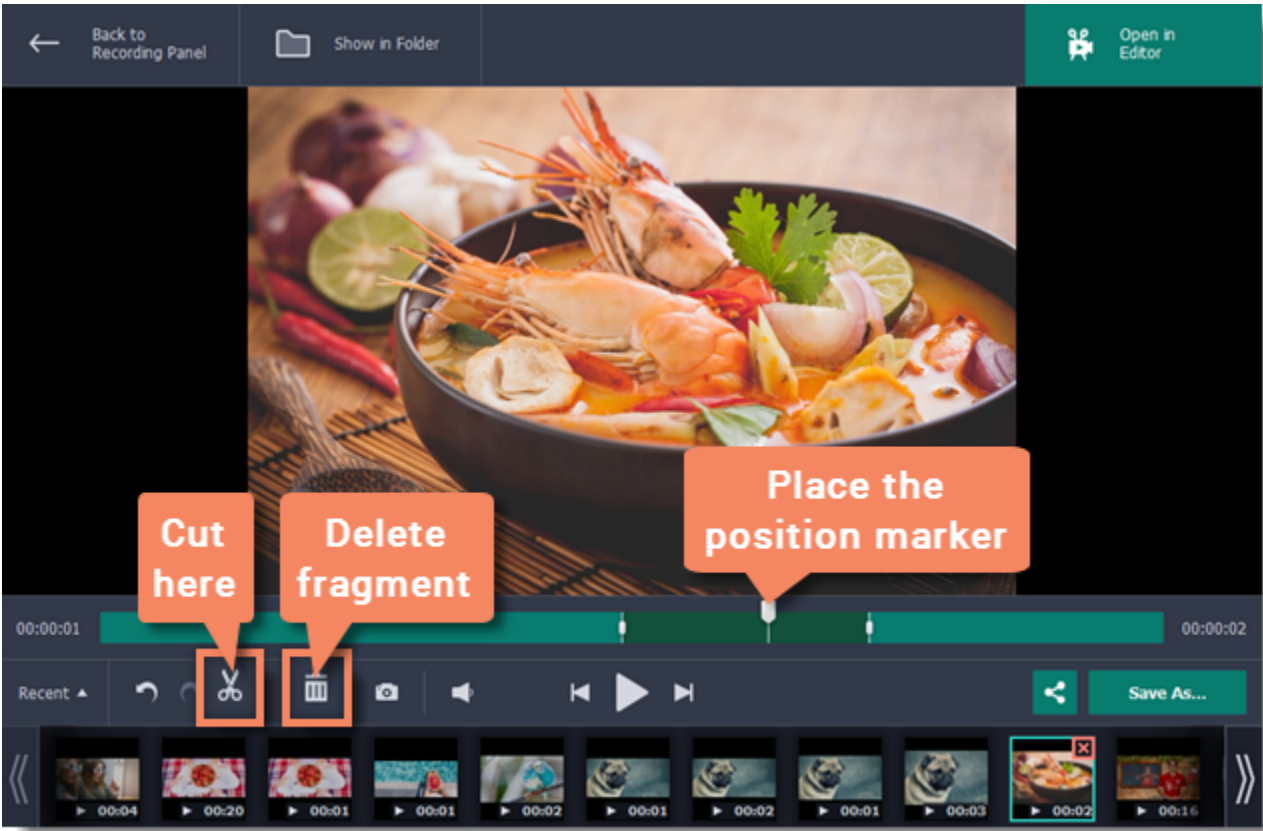 Back to
Recording Panel
Show in Folder
Open in
Editor
Place the
position marker
Cut
here
Delete
fragment
00:00:01
00:00:02
Recent
Save As...
00:04
00:20
00:01
00:01
00:02
00:01
00:02
00:01
00:03
00:02
00:16